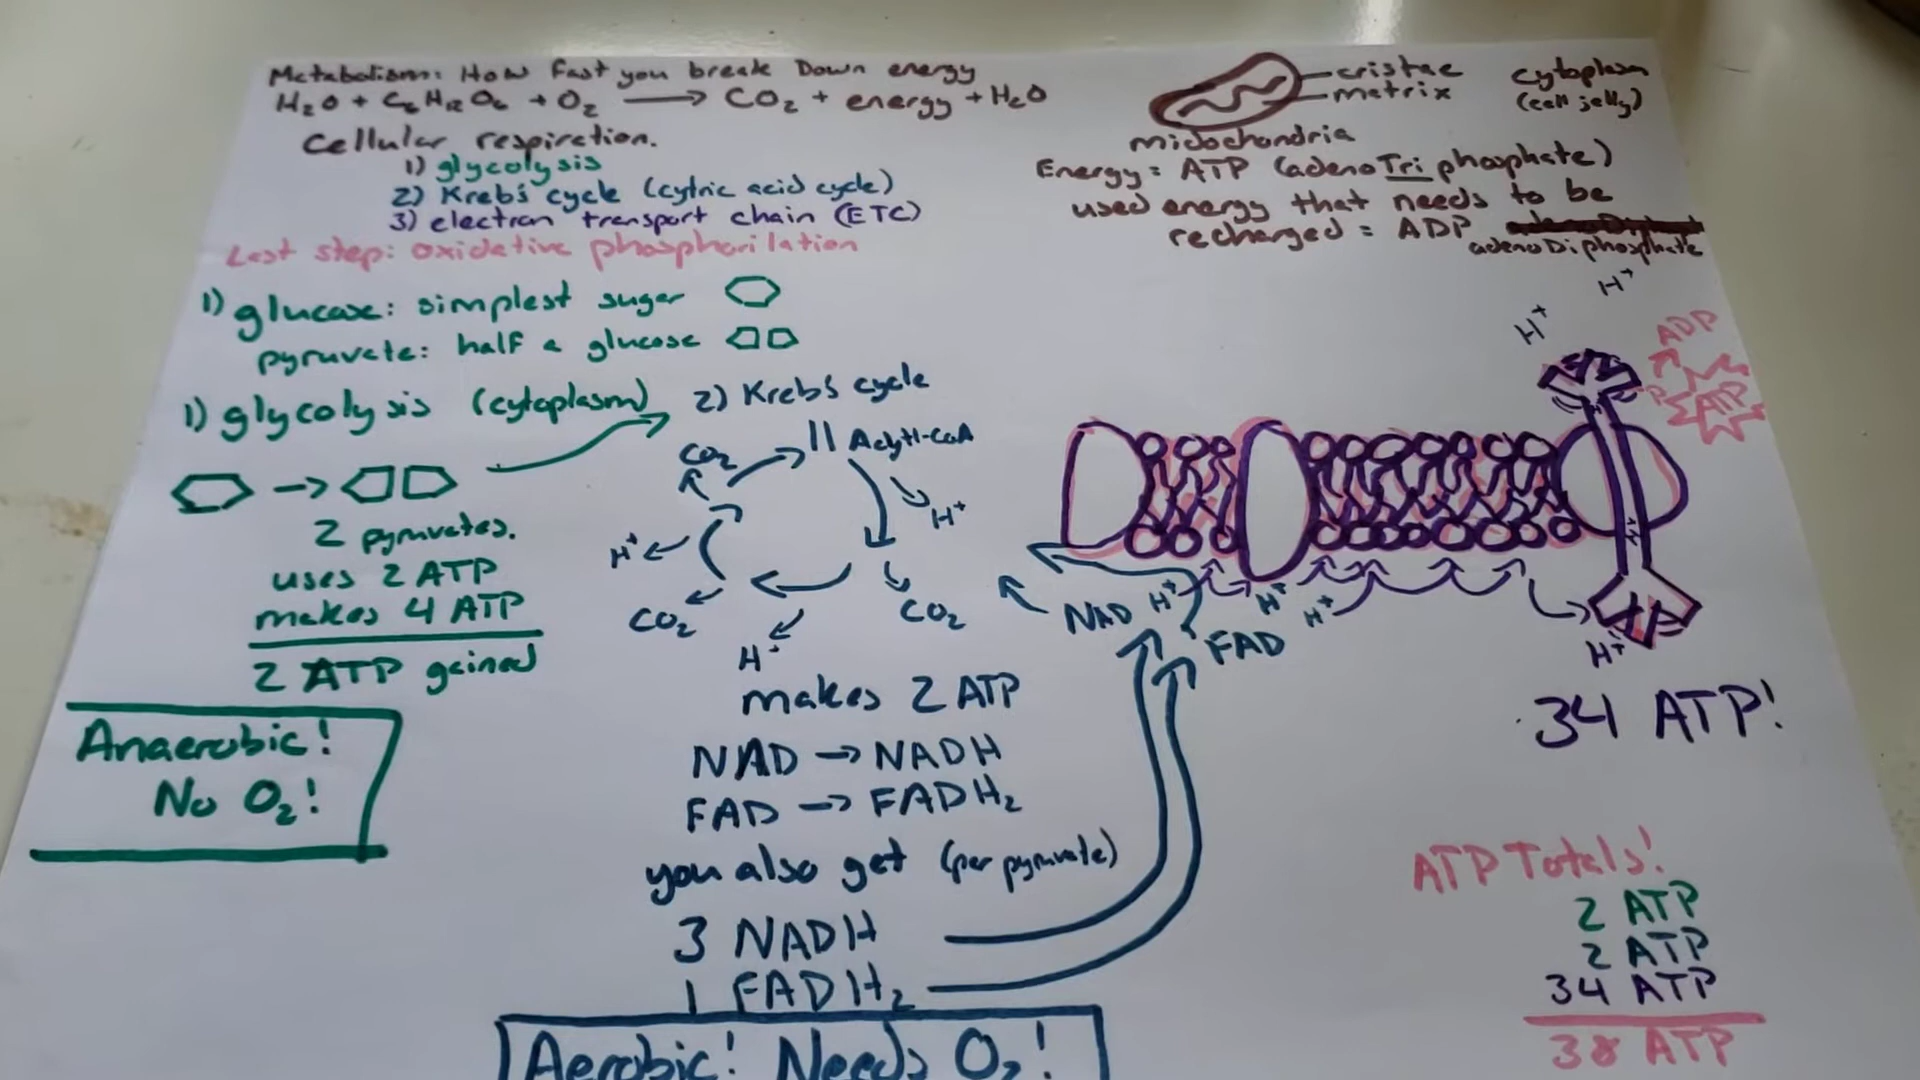 Metabolism: How fast you break Down energy
H₂O + C₆H₁₂O₆ + O₂ → CO₂ + energy + H₂O
Cellular respiration.
1) glycolysis
2) Kreb's cycle (cytric acid cycle)
3) electron transport chain (ETC)
Last step: oxidative phosphorilation
cristae
matrix
midochondria
cytoplasm
(cell jelly)
Energy = ATP (adenoTriphosphate)
used energy that needs to be
recharged = ADP
adenoDiphosphate
1) glucose: simplest sugar
pyruvate: half a glucose
1) glycolysis (cytoplasm)
2 pyruvates.
uses 2 ATP
makes 4 ATP
2 ATP gained
Anaerobic!
No O₂!
2) Kreb's cycle
CO₂
Acetyl-CoA
H⁺
H⁺
CO₂
CO₂
H⁺
makes 2 ATP
NAD → NADH
FAD → FADH₂
you also get (per pyruvate)
3 NADH
1 FADH₂
Aerobic! Needs O₂!
H⁺
H⁺
ADP
P
ATP
NAD
H⁺
H⁺
H⁺
FAD
H⁺
34 ATP!
ATP Totals!
2 ATP
2 ATP
34 ATP
38 ATP